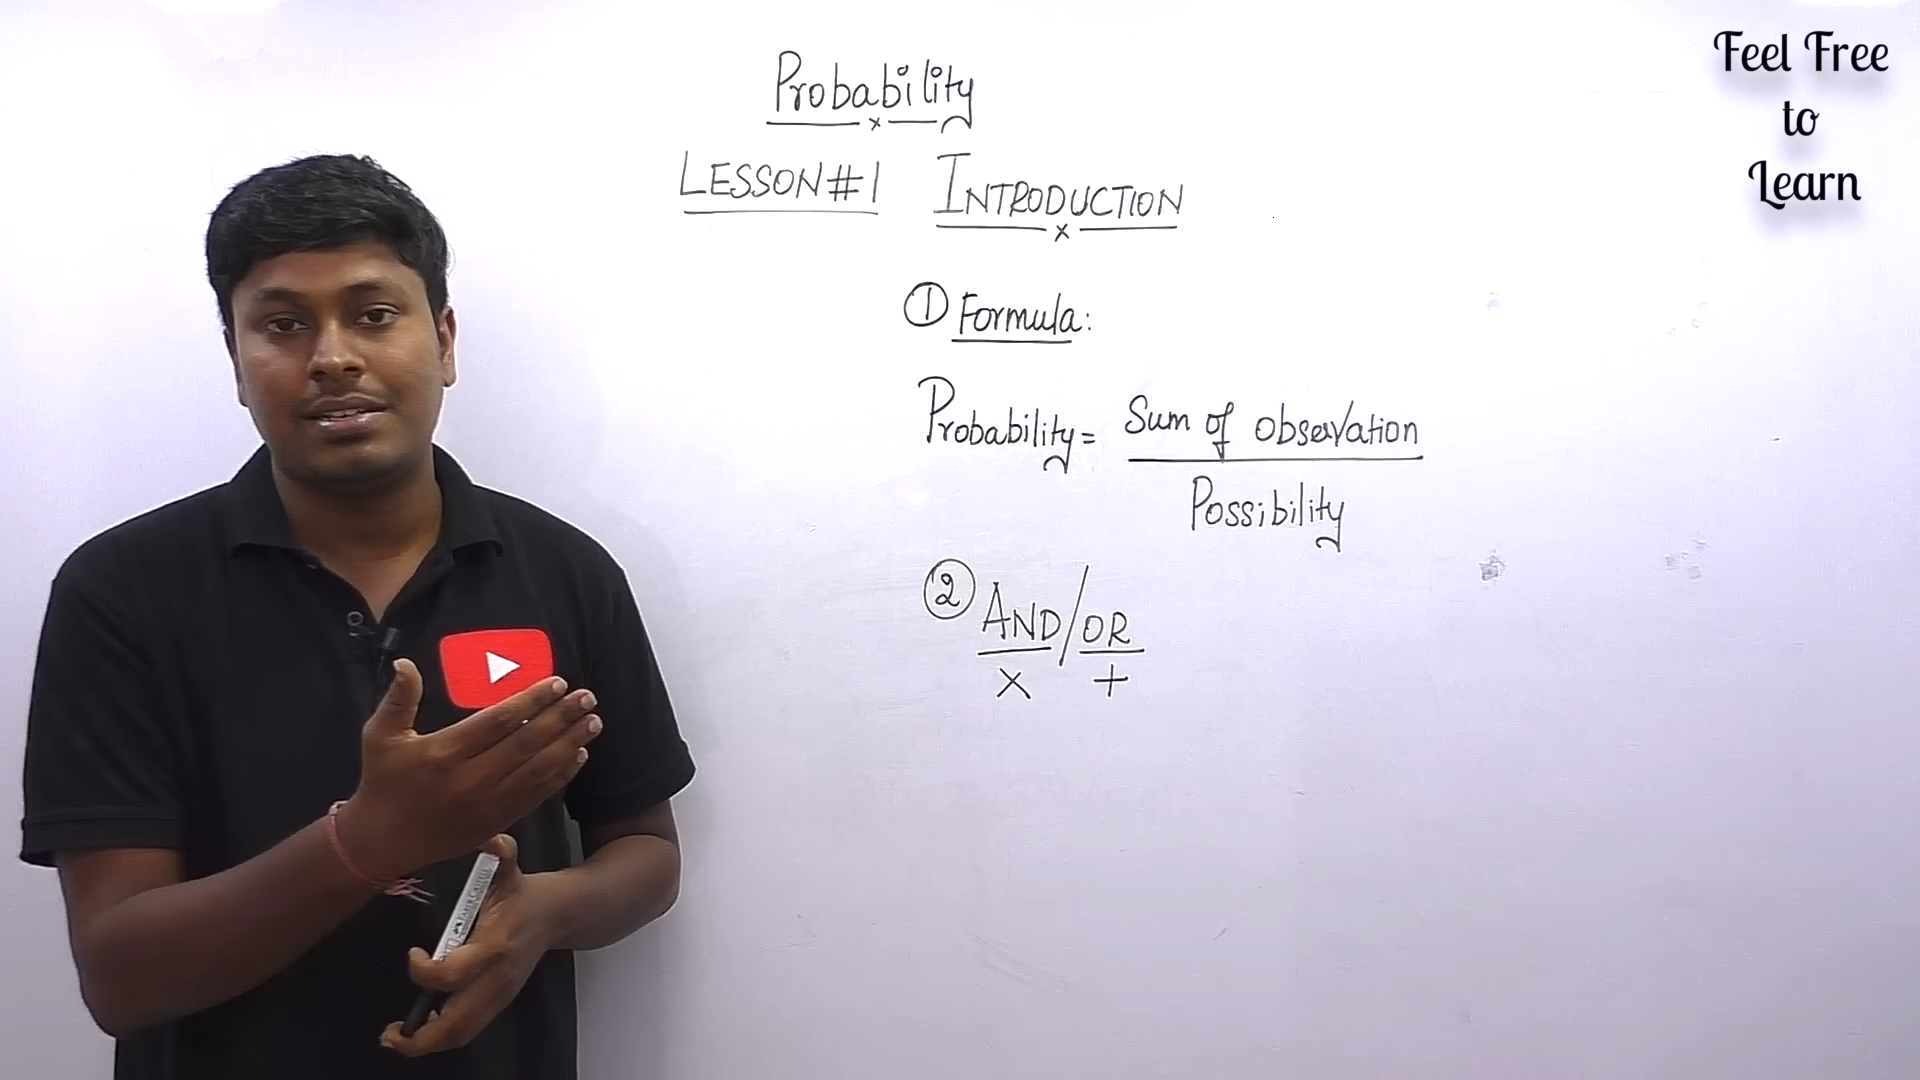 Probability
LESSON #1 INTRODUCTION
① Formula:
Probability = Sum of observation
Possibility
② AND/OR
x +
Feel Free
to
Learn